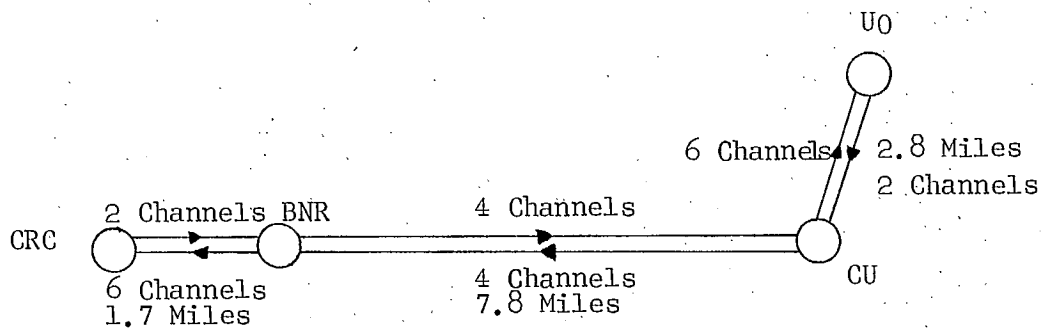 UO
6 Channels
2.8 Miles
2 Channels
2 Channels
BNR
4 Channels
CRC
CU
6 Channels
1.7 Miles
4 Channels
7.8 Miles